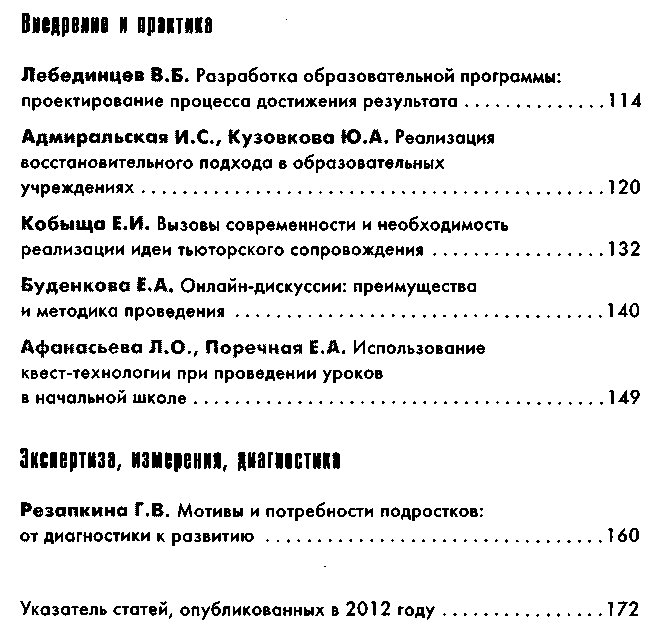 Внедрение и практика
Лебединцев В.Б. Разработка образовательной программы:
проектирование процесса достижения результата ..............114
Адмиральская И.С., Кузовкова Ю.А. Реализация
восстановительного подхода в образовательных
учреждениях ................................................120
Кобыща Е.И. Вызовы современности и необходимость
реализации идеи тьюторского сопровождения .................132
Буденкова Е.А. Онлайн-дискуссии: преимущества
и методика проведения .....................................140
Афанасьева Л.О., Поречная Е.А. Использование
квест-технологии при проведении уроков
в начальной школе .........................................149
Экспертиза, измерения, диагностика
Резапкина Г.В. Мотивы и потребности подростков:
от диагностики к развитию .................................160
Указатель статей, опубликованных в 2012 году ................172